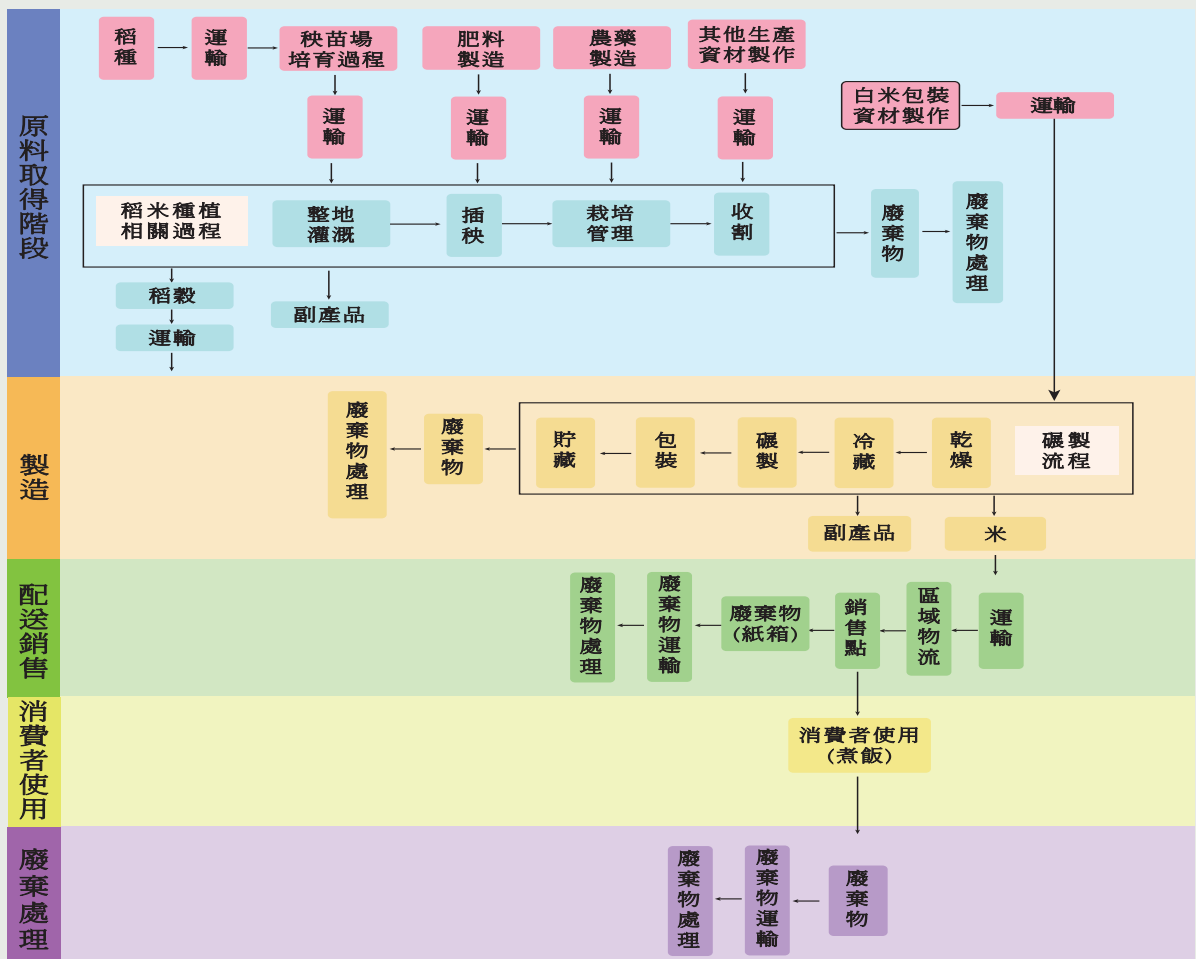 原料取得階段
稻種
運輸
秧苗場
培育過程
肥料
製造
農藥
製造
其他生產
資材製作
白米包裝
資材製作
運輸
運輸
運輸
運輸
運輸
稻米種植
相關過程
整地
灌溉
插秧
栽培
管理
收割
廢棄物
廢棄物處理
稻穀
運輸
副產品
製造
廢棄物處理
廢棄物
貯藏
包裝
碾製
冷藏
乾燥
碾製
流程
副產品
米
配送銷售
廢棄物處理
廢棄物運輸
廢棄物
(紙箱)
銷售點
區域物流
運輸
消費者使用
消費者使用
(煮飯)
廢棄處理
廢棄物處理
廢棄物運輸
廢棄物